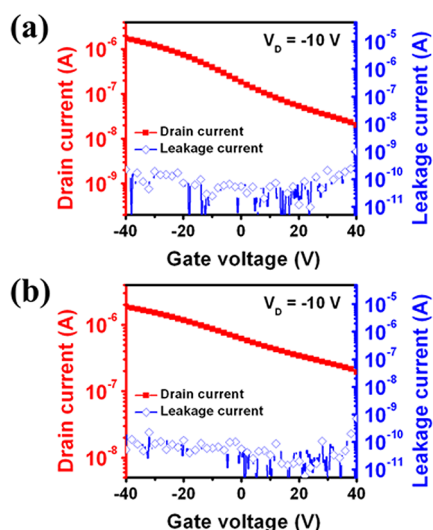 (a)
V_D = -10 V
Drain current (A)
10^-6
10^-7
10^-8
10^-9
Drain current
Leakage current
10^-5
10^-6
10^-7
10^-8
10^-9
10^-10
10^-11
Leakage current (A)
-40 -20 0 20 40
Gate voltage (V)
(b)
V_D = -10 V
Drain current (A)
10^-6
10^-7
10^-8
Drain current
Leakage current
10^-5
10^-6
10^-7
10^-8
10^-9
10^-10
10^-11
Leakage current (A)
-40 -20 0 20 40
Gate voltage (V)